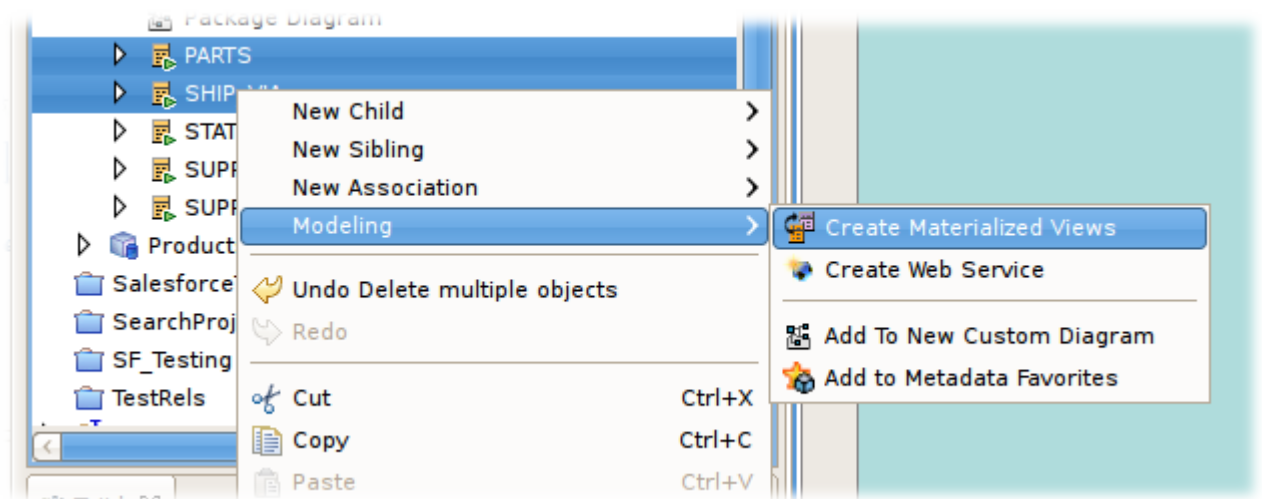 Package Diagram
PARTS
SHIP_VIA
New Child
New Sibling
New Association
Modeling
Undo Delete multiple objects
Redo
Cut Ctrl+X
Copy Ctrl+C
Paste Ctrl+V
STAT
SUPP
SUPP
Product
Salesforce
SearchProj
SF_Testing
TestRels
Create Materialized Views
Create Web Service
Add To New Custom Diagram
Add to Metadata Favorites